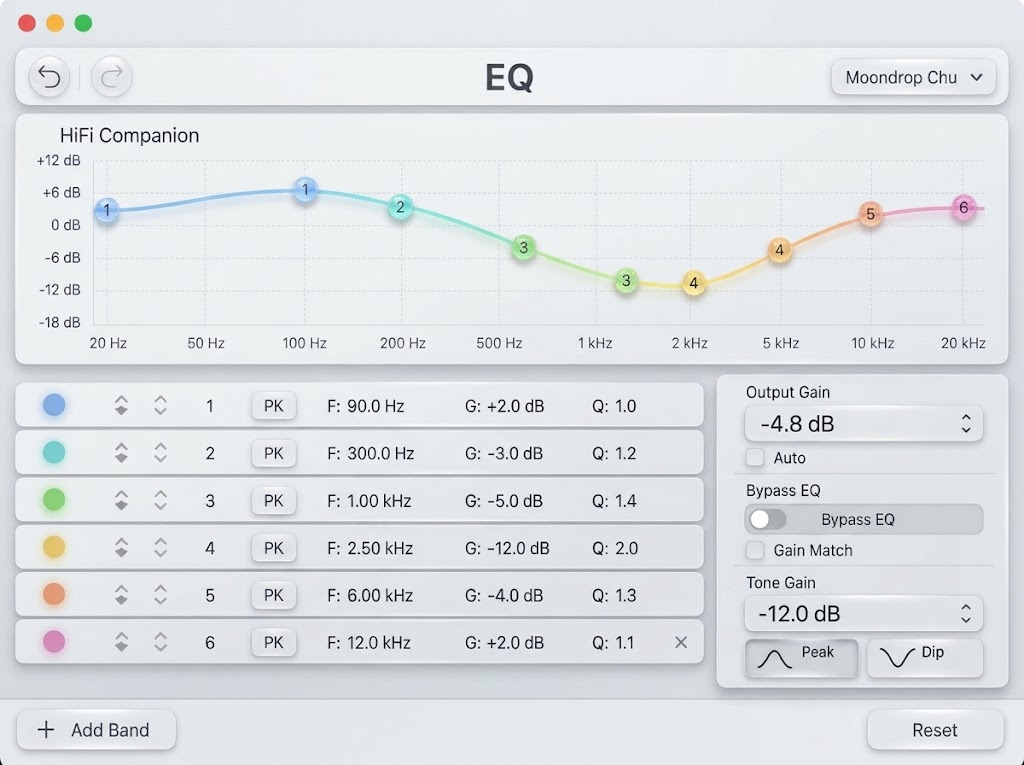 EQ
Moondrop Chu
HiFi Companion
+12 dB
+6 dB
0 dB
-6 dB
-12 dB
-18 dB
1 1 2 3 3 4 4 5 6
20 Hz 50 Hz 100 Hz 200 Hz 500 Hz 1 kHz 2 kHz 5 kHz 10 kHz 20 kHz
1 PK F: 90.0 Hz G: +2.0 dB Q: 1.0
2 PK F: 300.0 Hz G: -3.0 dB Q: 1.2
3 PK F: 1.00 kHz G: -5.0 dB Q: 1.4
4 PK F: 2.50 kHz G: -12.0 dB Q: 2.0
5 PK F: 6.00 kHz G: -4.0 dB Q: 1.3
6 PK F: 12.0 kHz G: +2.0 dB Q: 1.1
Output Gain
-4.8 dB
Auto
Bypass EQ
Bypass EQ
Gain Match
Tone Gain
-12.0 dB
Peak Dip
Add Band
Reset